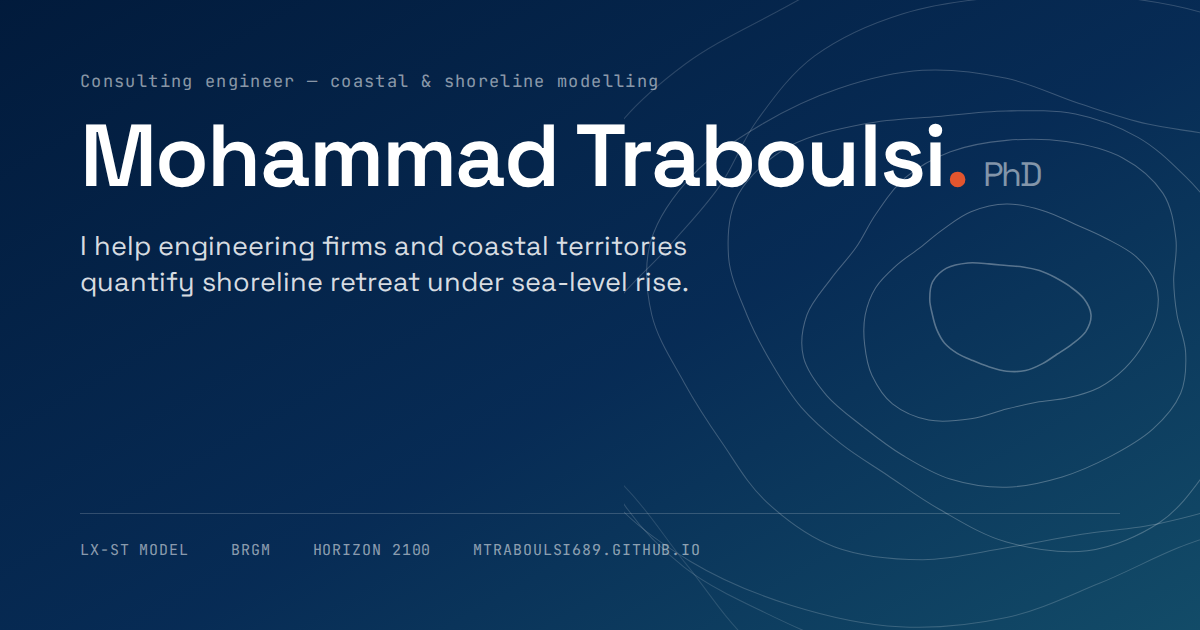 Consulting engineer — coastal & shoreline modelling
Mohammad Traboulsi. PhD
I help engineering firms and coastal territories
quantify shoreline retreat under sea-level rise.
LX-ST MODEL BRGM HORIZON 2100 MTRABOULSI689.GITHUB.IO